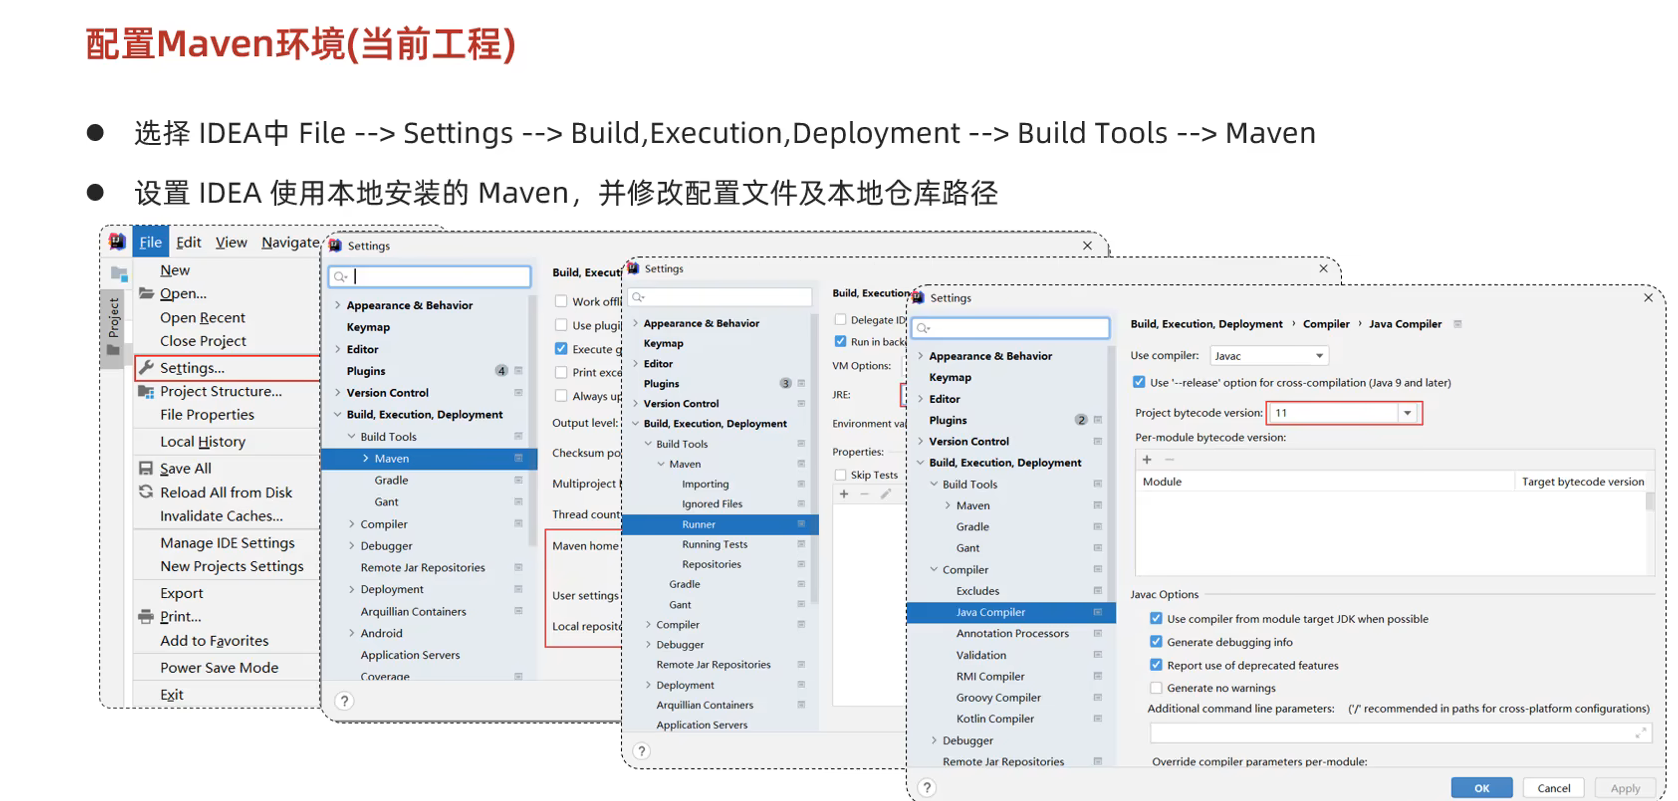 配置Maven环境(当前工程)
选择 IDEA中 File --> Settings --> Build,Execution,Deployment --> Build Tools --> Maven
设置 IDEA 使用本地安装的 Maven，并修改配置文件及本地仓库路径
File Edit View Navigate
Project
New
Open...
Open Recent
Close Project
Settings...
Project Structure...
File Properties
Local History
Save All
Reload All from Disk
Invalidate Caches...
Manage IDE Settings
New Projects Settings
Export
Print...
Add to Favorites
Power Save Mode
Exit
Settings
Appearance & Behavior
Keymap
Editor
Plugins 4
Version Control
Build, Execution, Deployment
Build Tools
Maven
Gradle
Gant
Compiler
Debugger
Remote Jar Repositories
Deployment
Arquillian Containers
Android
Application Servers
Coverage
?
Build, Execut
Work offl
Use plugi
Execute g
Print exce
Always up
Output level:
Checksum po
Multiproject
Thread count
Maven home
User settings
Local reposito
Settings
Appearance & Behavior
Keymap
Editor
Plugins 3
Version Control
Build, Execution, Deployment
Build Tools
Maven
Importing
Ignored Files
Runner
Running Tests
Repositories
Gradle
Gant
Compiler
Debugger
Remote Jar Repositories
Deployment
Arquillian Containers
Application Servers
?
Build, Execution
Delegate ID
Run in back
VM Options:
JRE:
Environment va
Properties:
Skip Tests
Settings
Appearance & Behavior
Keymap
Editor
Plugins 2
Version Control
Build, Execution, Deployment
Build Tools
Maven
Gradle
Gant
Compiler
Excludes
Java Compiler
Annotation Processors
Validation
RMI Compiler
Groovy Compiler
Kotlin Compiler
Debugger
Remote Jar Repositories
?
Build, Execution, Deployment › Compiler › Java Compiler
Use compiler: Javac
Use '--release' option for cross-compilation (Java 9 and later)
Project bytecode version: 11
Per-module bytecode version:
Module Target bytecode version
Javac Options
Use compiler from module target JDK when possible
Generate debugging info
Report use of deprecated features
Generate no warnings
Additional command line parameters: ('/' recommended in paths for cross-platform configurations)
Override compiler parameters per-module:
OK Cancel Apply